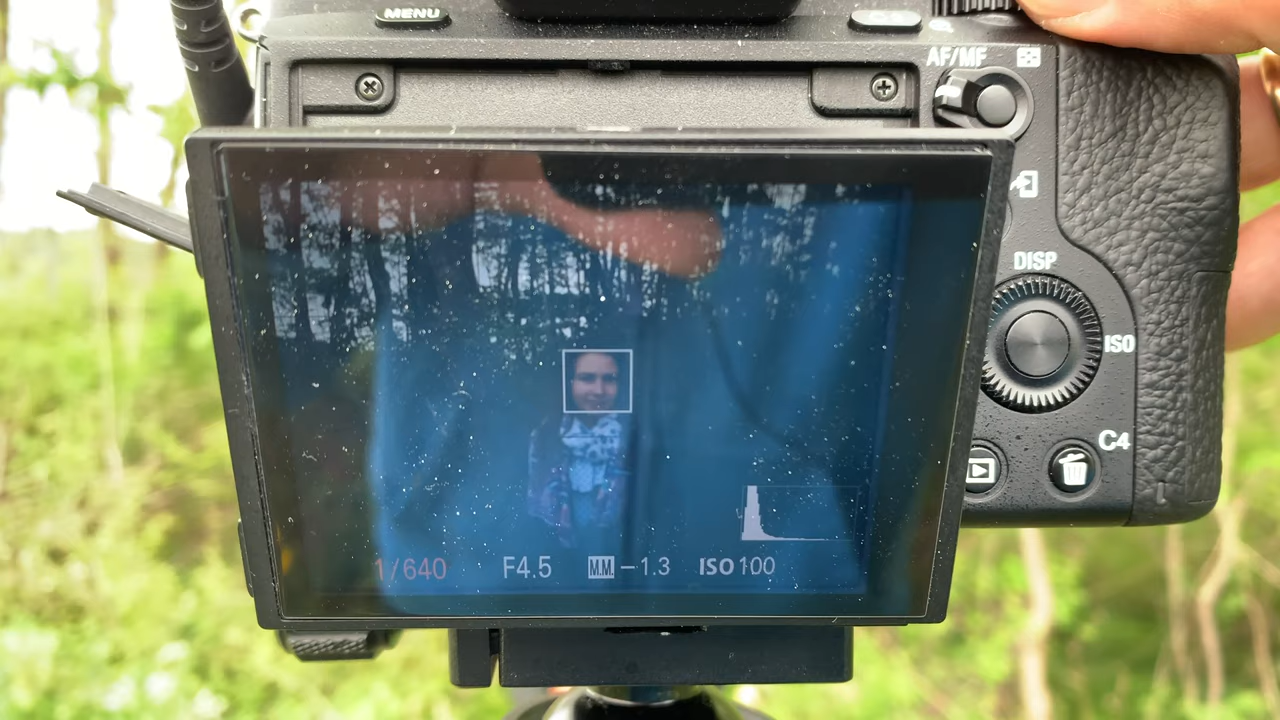 MENU
AF/MF
DISP
ISO
C4
1/640 F4.5 M.M. –1.3 ISO 100